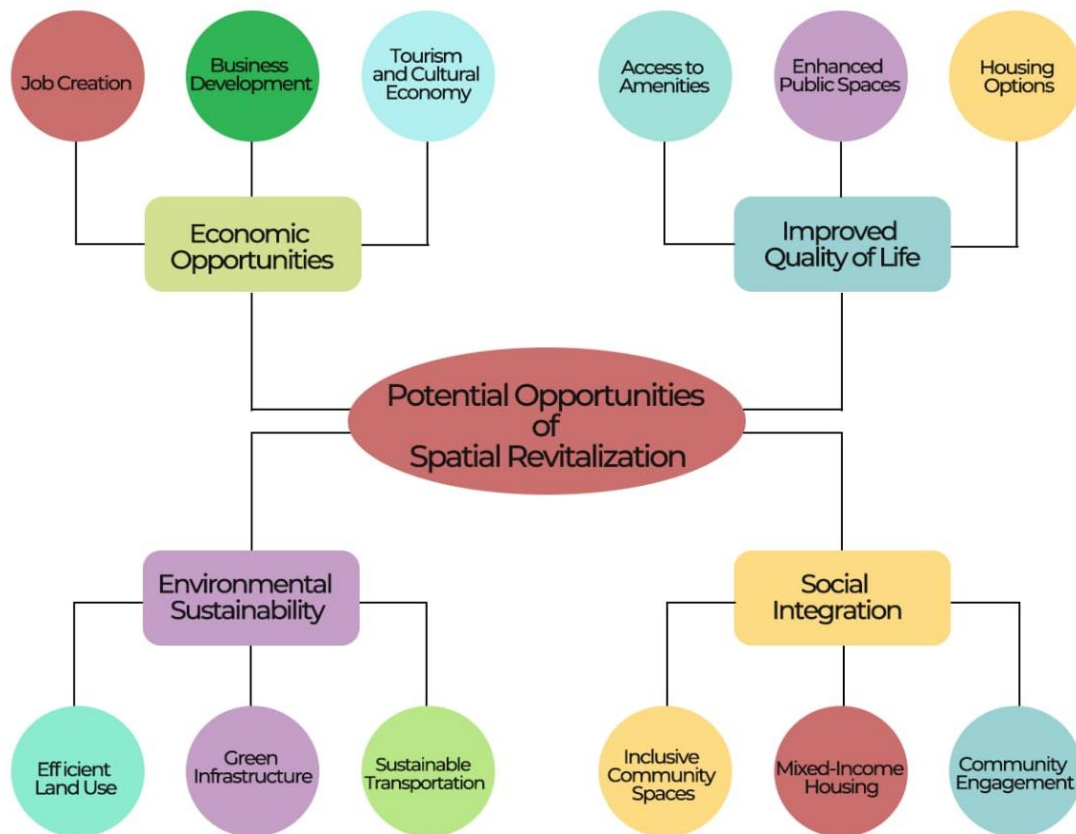 Job Creation
Business
Development
Tourism
and Cultural
Economy
Access to
Amenities
Enhanced
Public Spaces
Housing
Options
Economic
Opportunities
Improved
Quality of Life
Potential Opportunities
of
Spatial Revitalization
Environmental
Sustainability
Social
Integration
Efficient
Land Use
Green
Infrastructure
Sustainable
Transportation
Inclusive
Community
Spaces
Mixed-Income
Housing
Community
Engagement